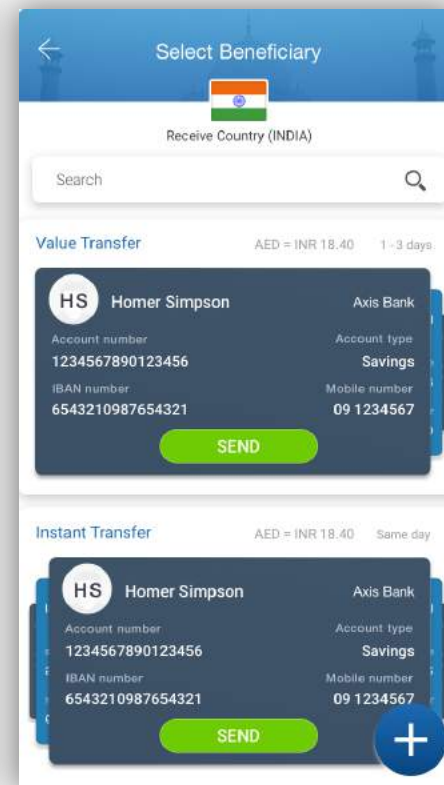 Select Beneficiary
Receive Country (INDIA)
Search
Value Transfer AED = INR 18.40 1 - 3 days
HS Homer Simpson Axis Bank
Account number Account type
1234567890123456 Savings
IBAN number Mobile number
6543210987654321 09 1234567
SEND
Instant Transfer AED = INR 18.40 Same day
HS Homer Simpson Axis Bank
Account number Account type
1234567890123456 Savings
IBAN number Mobile number
6543210987654321 09 1234567
SEND